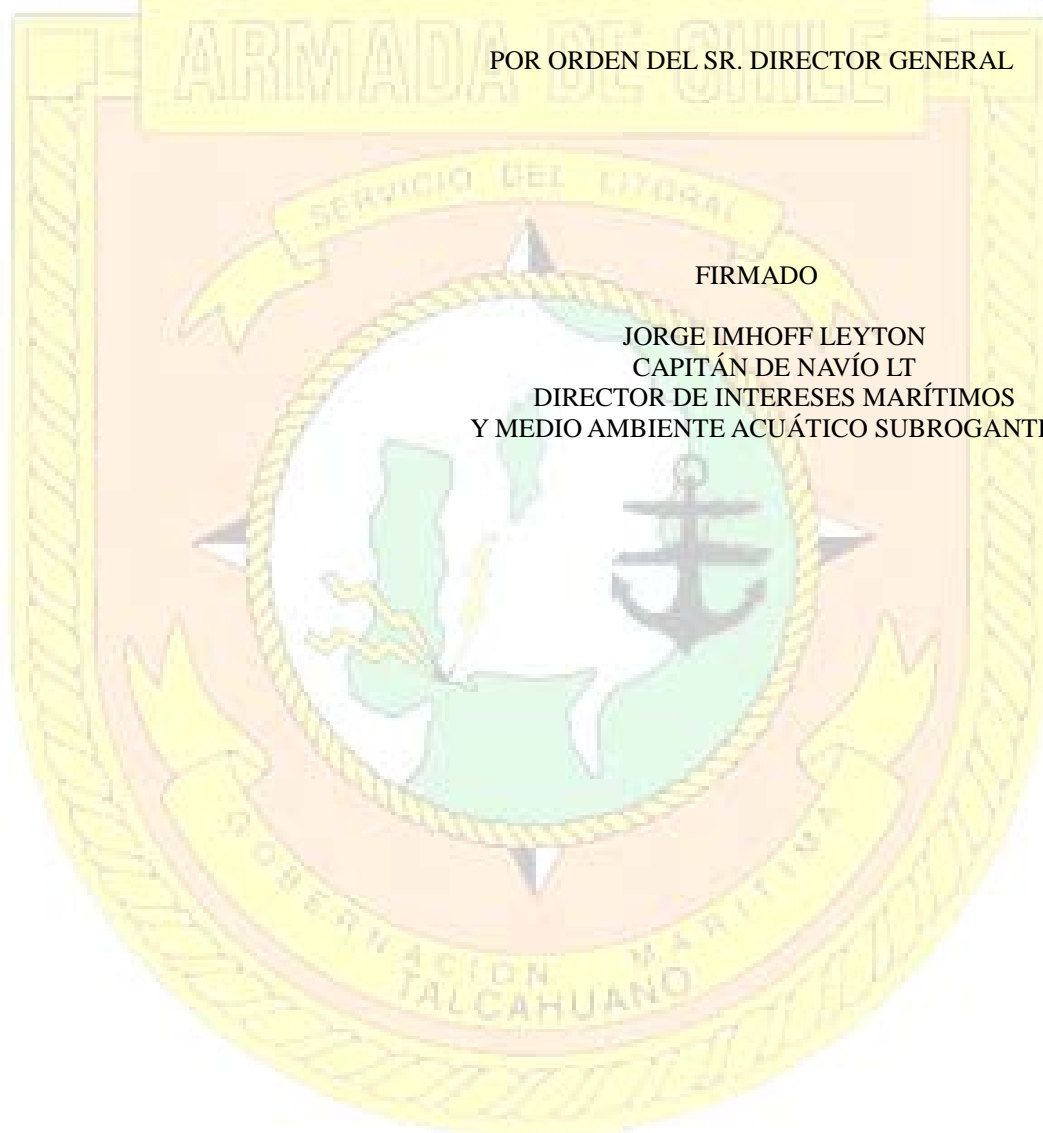 ARMADA DE CHILE
POR ORDEN DEL SR. DIRECTOR GENERAL
SERVICIO DEL LITORAL
FIRMADO
JORGE IMHOFF LEYTON
CAPITÁN DE NAVÍO LT
DIRECTOR DE INTERESES MARÍTIMOS
Y MEDIO AMBIENTE ACUÁTICO SUBROGANTE
GOBERNACION MARITIMA
TALCAHUANO